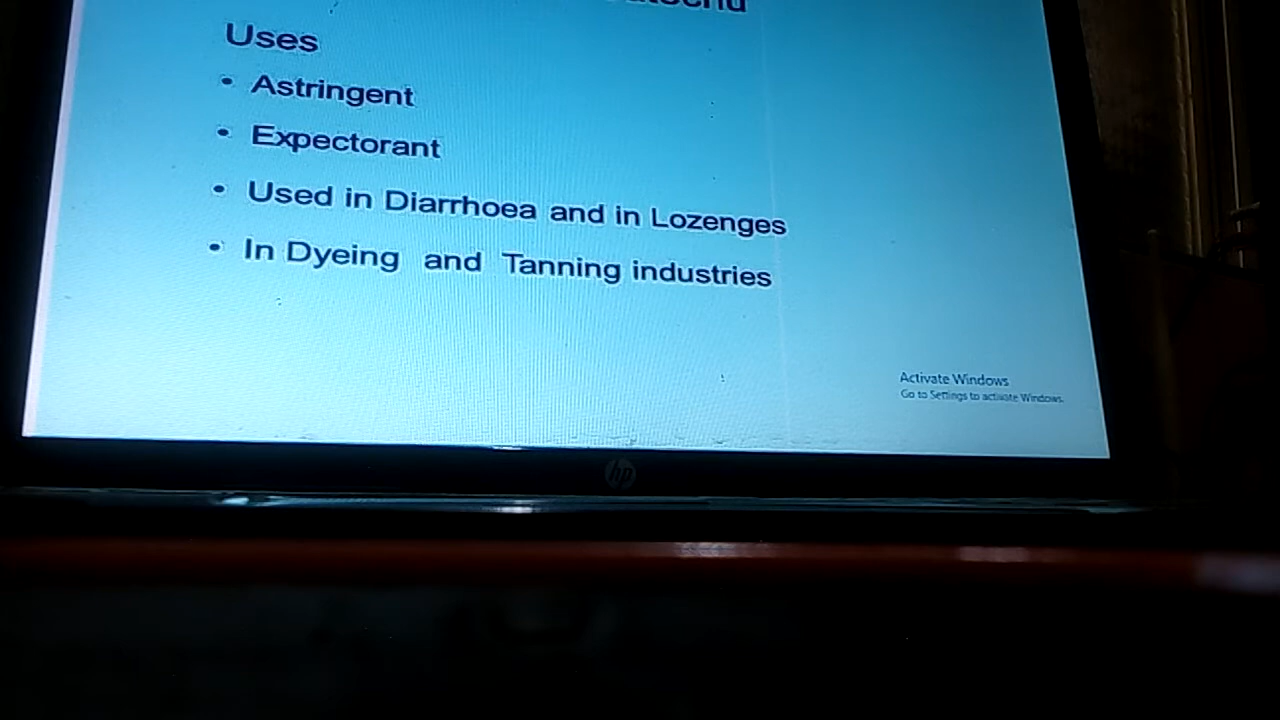 Uses
• Astringent
• Expectorant
• Used in Diarrhoea and in Lozenges
• In Dyeing and Tanning industries
Activate Windows
Go to Settings to activate Windows.
hp